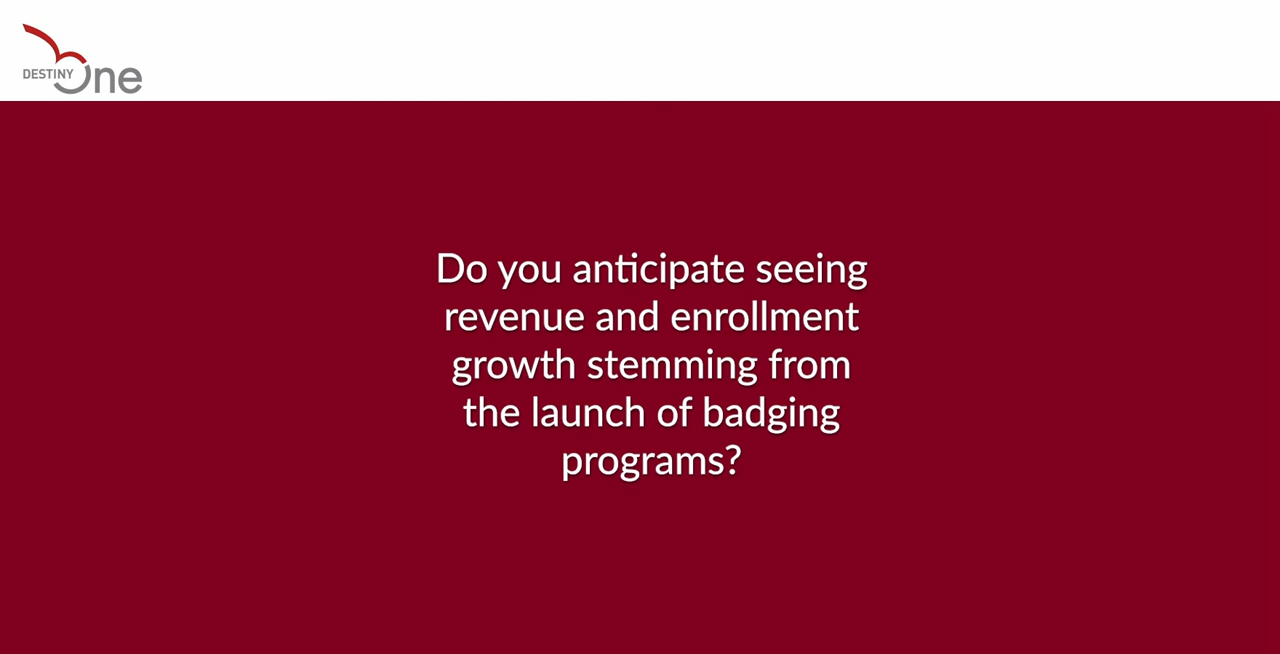 DESTINY One
Do you anticipate seeing
revenue and enrollment
growth stemming from
the launch of badging
programs?